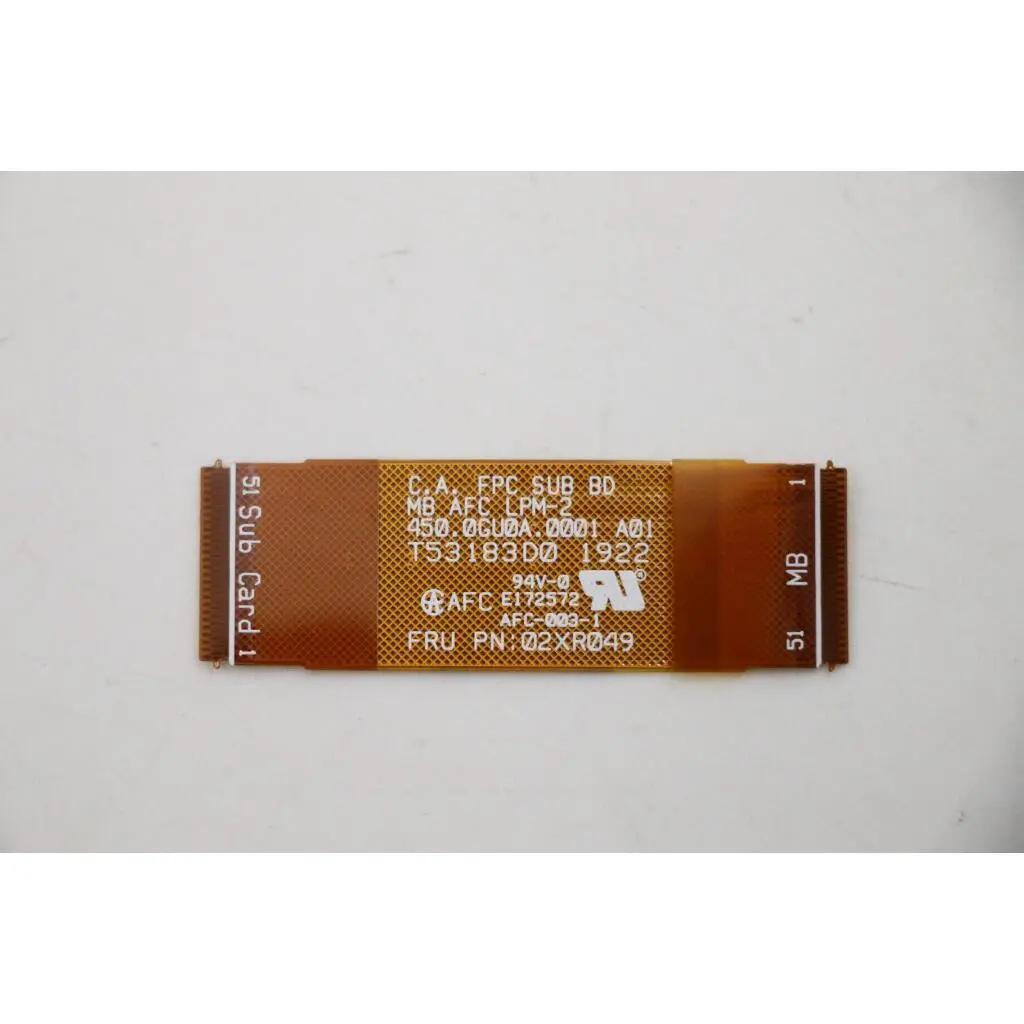 C.A. FPC SUB BD
MB AFC LPM-2
450.0GU0A.0001 A01
T53183D0 1922
94V-0
AFC E172572
AFC-003-1
FRU PN:02XR049
51 Sub Card 1
1 MB 51